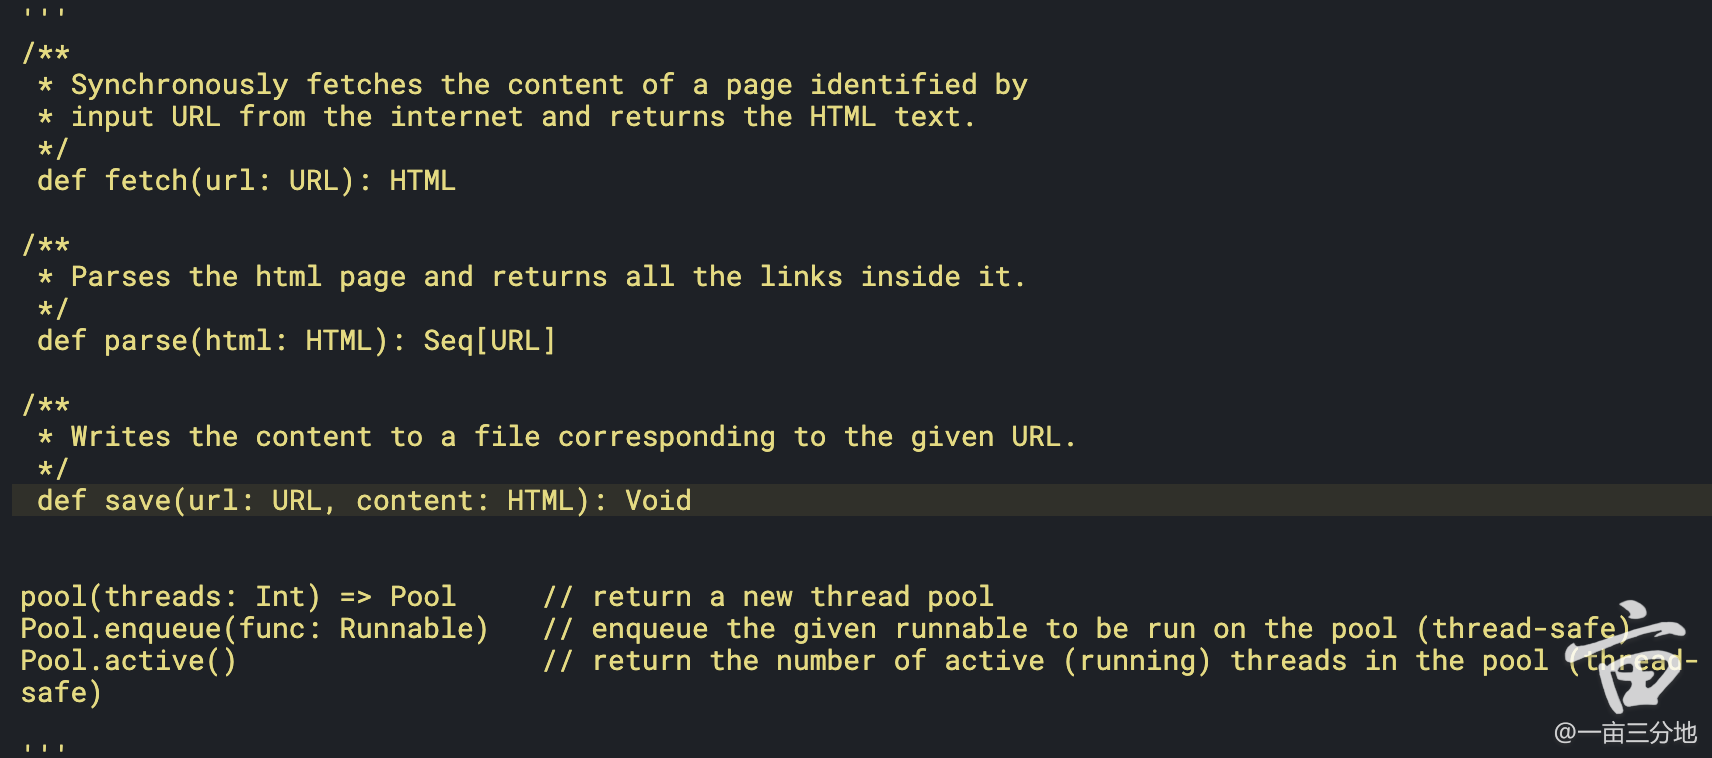 '''
/**
 * Synchronously fetches the content of a page identified by
 * input URL from the internet and returns the HTML text.
 */
 def fetch(url: URL): HTML
/**
 * Parses the html page and returns all the links inside it.
 */
 def parse(html: HTML): Seq[URL]
/**
 * Writes the content to a file corresponding to the given URL.
 */
 def save(url: URL, content: HTML): Void
pool(threads: Int) => Pool     // return a new thread pool
Pool.enqueue(func: Runnable)   // enqueue the given runnable to be run on the pool (thread-safe)
Pool.active()                  // return the number of active (running) threads in the pool (thread-
safe)
'''
@一亩三分地